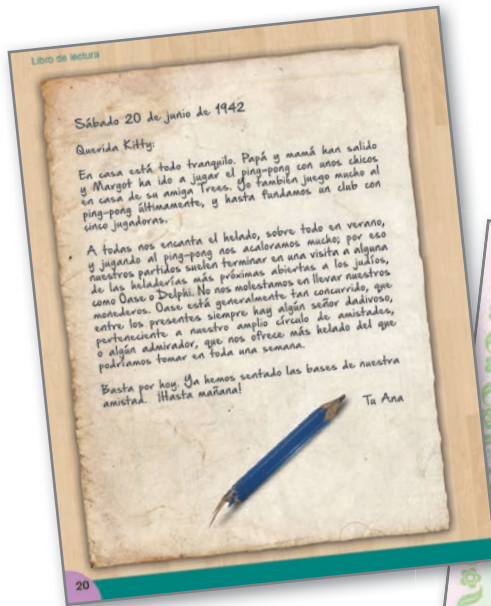 Libro de lectura
Sábado 20 de junio de 1942
Querida Kitty:
En casa está todo tranquilo. Papá y mamá han salido
y Margot ha ido a jugar el ping-pong con unos chicos
en casa de su amiga Trees. Yo también juego mucho al
ping-pong últimamente, y hasta fundamos un club con
cinco jugadoras.
A todas nos encanta el helado, sobre todo en verano,
y jugando al ping-pong nos acaloramos mucho; por eso
nuestros partidos suelen terminar en una visita a alguna
de las heladerías más próximas abiertas a los judíos,
como Oase o Delphi. No nos molestamos en llevar nuestros
monederos. Oase está generalmente tan concurrido, que
entre los presentes siempre hay algún señor dadivoso,
perteneciente a nuestro amplio círculo de amistades,
o algún admirador, que nos ofrece más helado del que
podríamos tomar en toda una semana.
Basta por hoy. Ya hemos sentado las bases de nuestra
amistad. ¡Hasta mañana!
Tu Ana
20